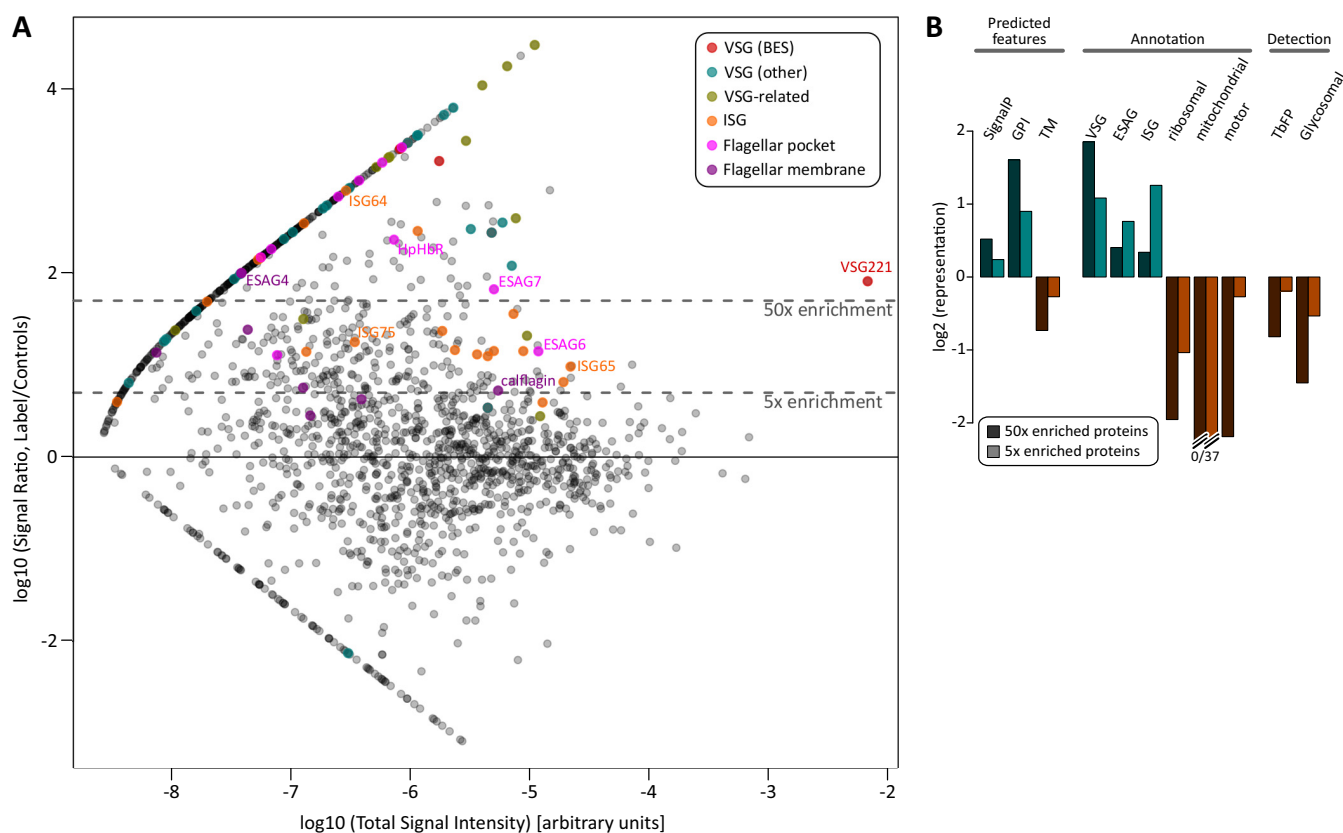 A
log10 (Signal Ratio, Label/Controls)
4
2
0
-2
-8
-7
-6
-5
-4
-3
-2
log10 (Total Signal Intensity) [arbitrary units]
VSG (BES)
VSG (other)
VSG-related
ISG
Flagellar pocket
Flagellar membrane
ISG64
HpHbR
ESAG4
ESAG7
VSG221
50x enrichment
ISG75
ESAG6
ISG65
calflagin
5x enrichment
B
Predicted
features
Annotation
Detection
SignalP
GPI
TM
VSG
ESAG
ISG
ribosomal
mitochondrial
motor
TbFP
Glycosomal
log2 (representation)
2
1
0
-1
-2
50x enriched proteins
5x enriched proteins
0/37